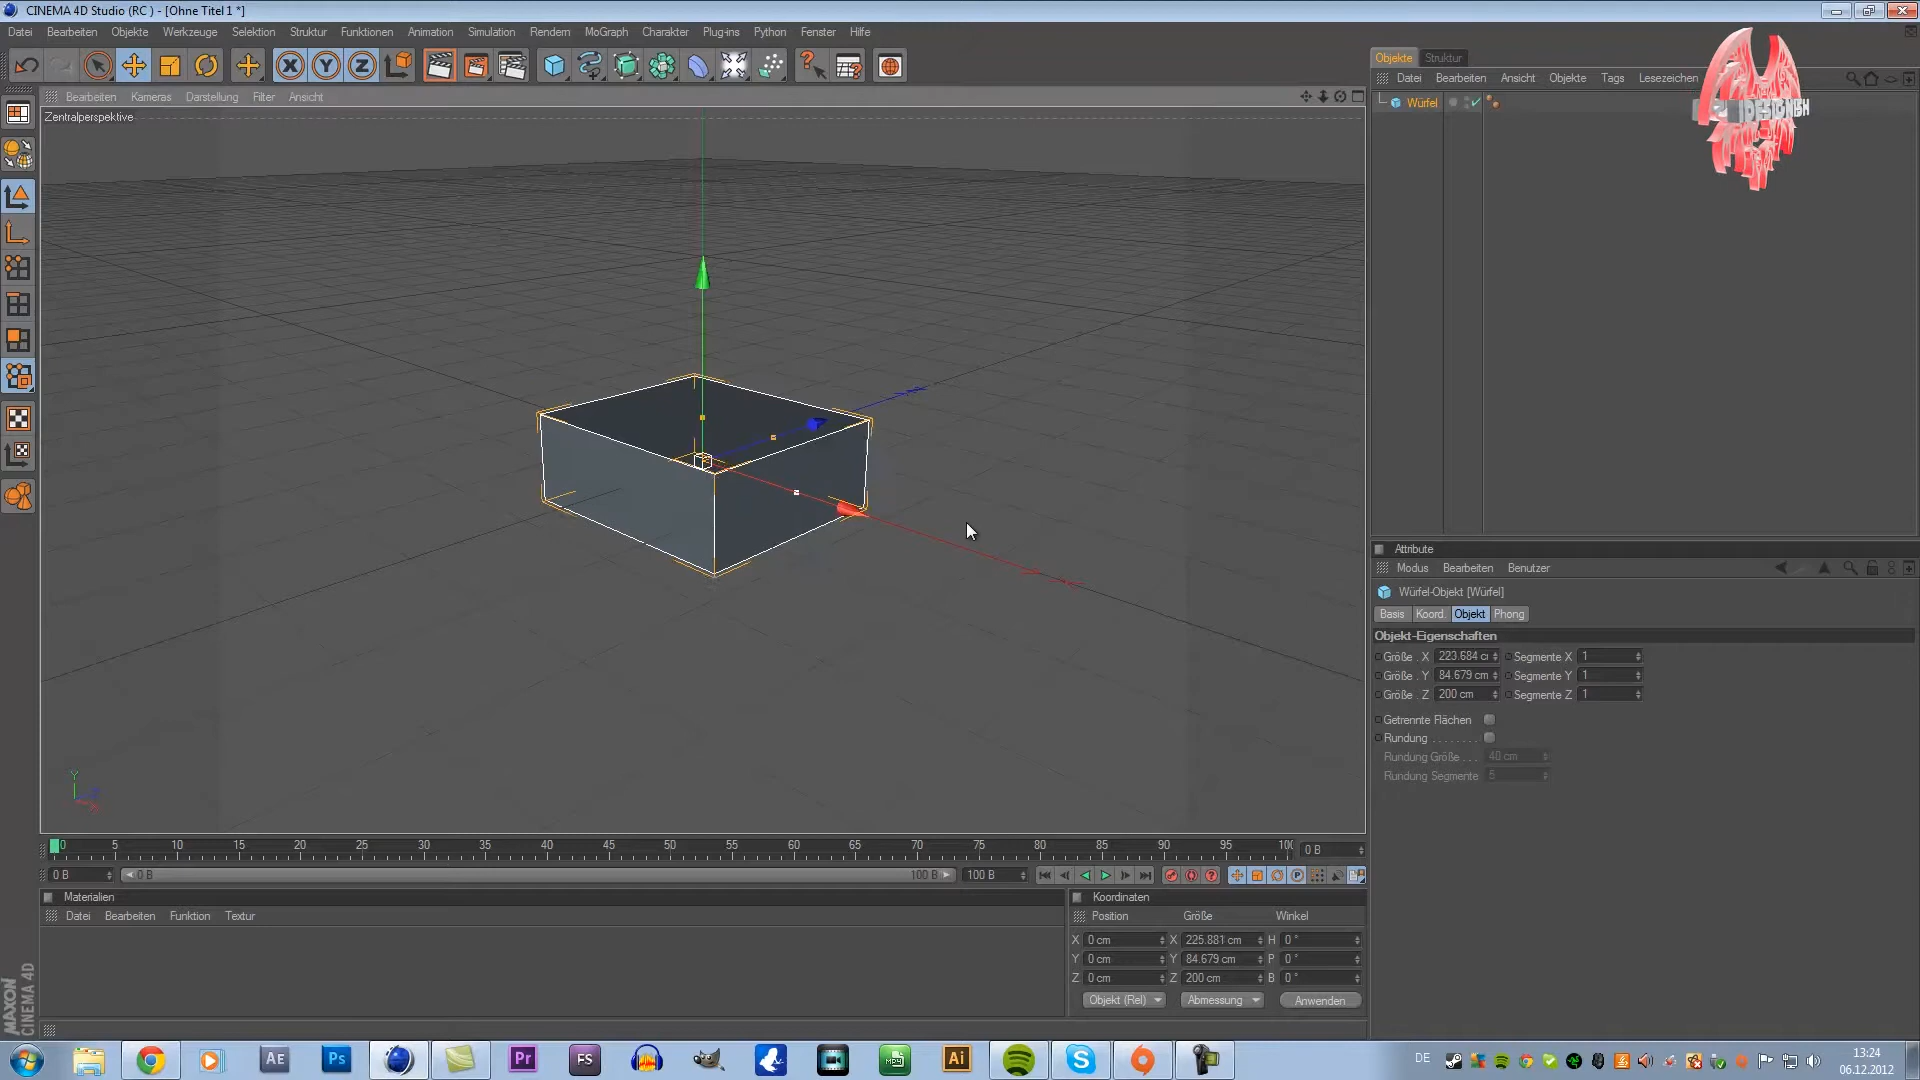 CINEMA 4D Studio (RC ) - [Ohne Titel 1 *]
Datei Bearbeiten Objekte Werkzeuge Selektion Struktur Funktionen Animation Simulation Rendern MoGraph Charakter Plug-ins Python Fenster Hilfe
Bearbeiten Kameras Darstellung Filter Ansicht
Zentralperspektive
Objekte Struktur
Datei Bearbeiten Ansicht Objekte Tags Lesezeichen
Würfel
Attribute
Modus Bearbeiten Benutzer
Würfel-Objekt [Würfel]
Basis Koord. Objekt Phong
Objekt-Eigenschaften
Größe . X 223.684 c Segmente X 1
Größe . Y 84.679 cm Segmente Y 1
Größe . Z 200 cm Segmente Z 1
Getrennte Flächen
Rundung . . . . . . . .
Rundung Größe . . . 40 cm
Rundung Segmente 5
Y
0 5 10 15 20 25 30 35 40 45 50 55 60 65 70 75 80 85 90 95 100 0 B
0 B 0 B 100 B 100 B
Materialien
Datei Bearbeiten Funktion Textur
Koordinaten
Position Größe Winkel
X 0 cm X 225.881 cm H 0 °
Y 0 cm Y 84.679 cm P 0 °
Z 0 cm Z 200 cm B 0 °
Objekt (Rel) Abmessung Anwenden
MAXON
CINEMA 4D
AE Ps Pr FS MP4 Ai
DE
13:24
06.12.2012